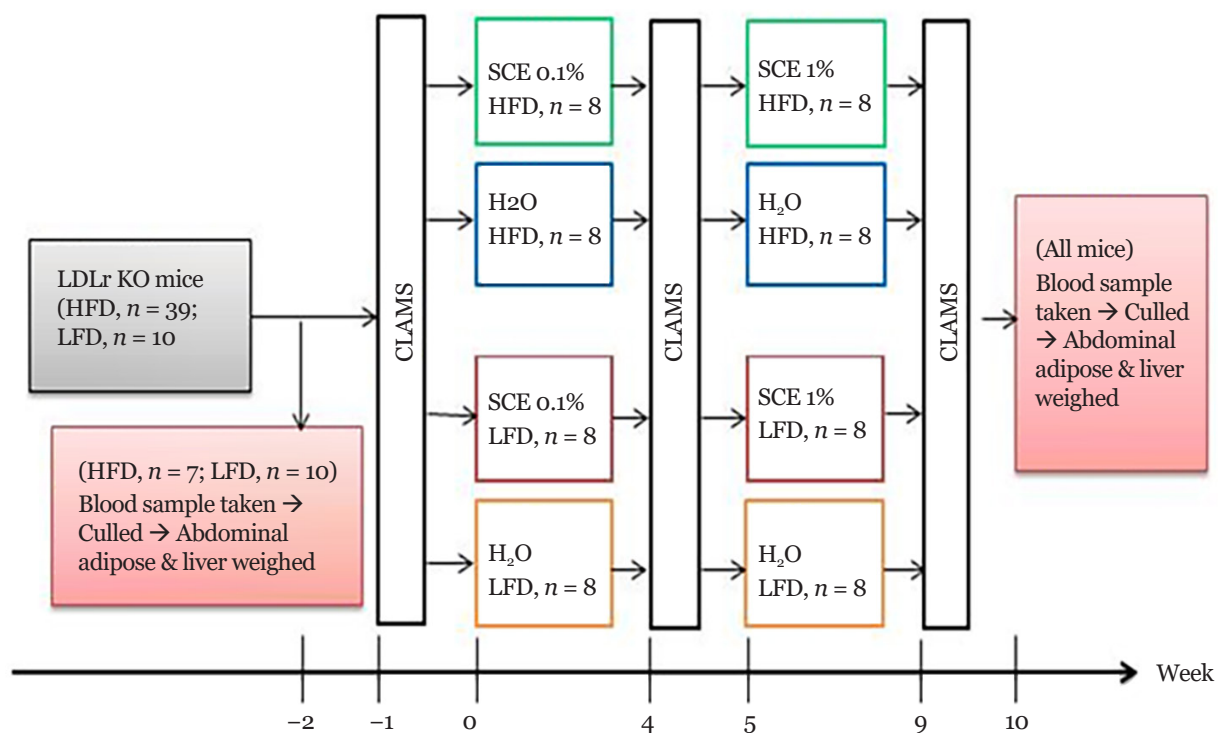 LDLr KO mice
(HFD, n = 39;
LFD, n = 10
(HFD, n = 7; LFD, n = 10)
Blood sample taken →
Culled → Abdominal
adipose & liver weighed
CLAMS
SCE 0.1%
HFD, n = 8
H2O
HFD, n = 8
SCE 0.1%
LFD, n = 8
H₂O
LFD, n = 8
CLAMS
SCE 1%
HFD, n = 8
H₂O
HFD, n = 8
SCE 1%
LFD, n = 8
H₂O
LFD, n = 8
CLAMS
(All mice)
Blood sample
taken → Culled
→ Abdominal
adipose & liver
weighed
Week
−2 −1 0 4 5 9 10